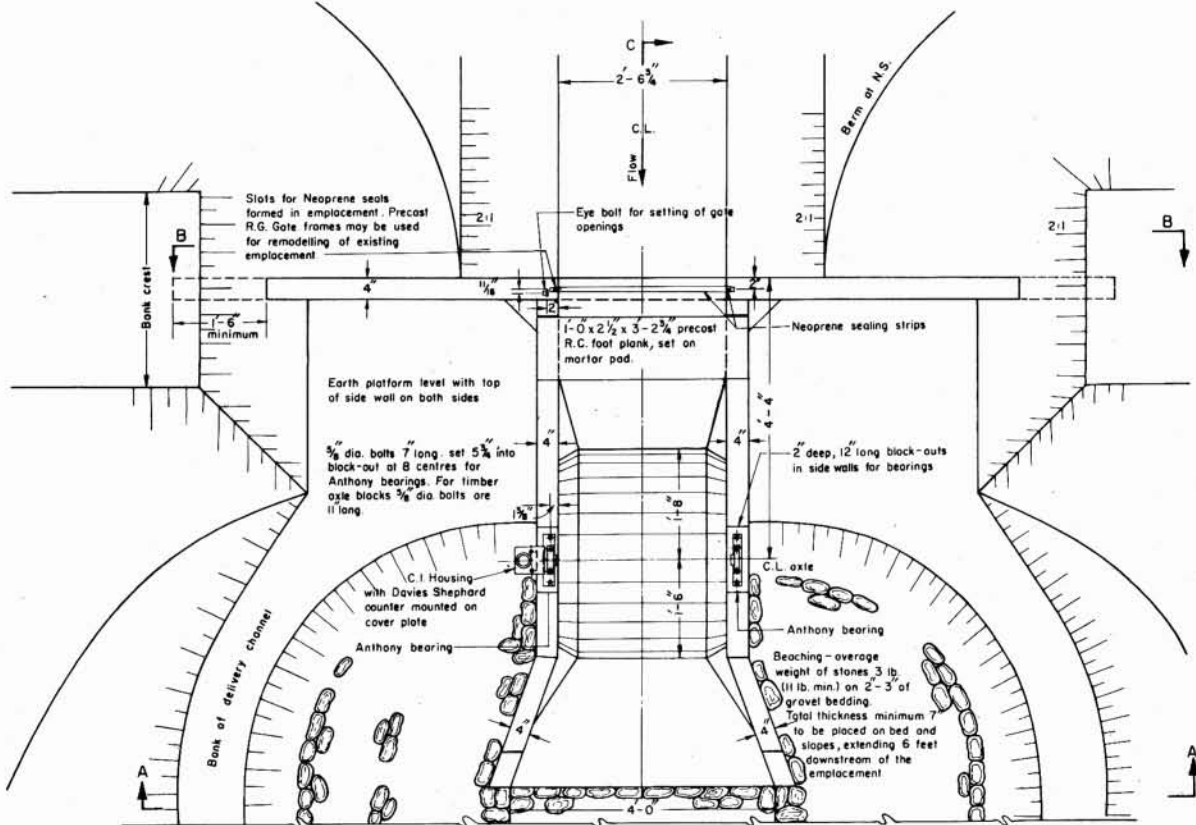 C
2'-6¾"
C.L.
Flow
Berm at N.S.
Slots for Neoprene seals
formed in emplacement. Precast
R.G. Gate frames may be used
for remodelling of existing
emplacement
Eye bolt for setting of gate
openings
2:1
2:1
2:1
B
B
Bank crest
4"
11/16"
2"
2"
1'-6"
minimum
1'-0" x 2½" x 3'-2¾" precast
R.C. foot plank, set on
mortar pad.
Neoprene sealing strips
Earth platform level with top
of side wall on both sides
4'-4"
4"
4"
⅝" dia. bolts 7" long. set 5¾" into
block-out at 8 centres for
Anthony bearings. For timber
axle blocks ⅝" dia. bolts are
11" long.
2" deep, 12" long block-outs
in side walls for bearings
1⅝"
1'-8"
C.I. Housing
with Davies Shephard
counter mounted on
cover plate
C.L. axle
1'-6"
Anthony bearing
Anthony bearing
Bank of delivery channel
Beaching - average
weight of stones 3 lb.
(11 lb. min.) on 2"-3" of
gravel bedding.
Total thickness minimum 7"
to be placed on bed and
slopes, extending 6 feet
downstream of the
emplacement
4"
4"
A
A
4'-0"